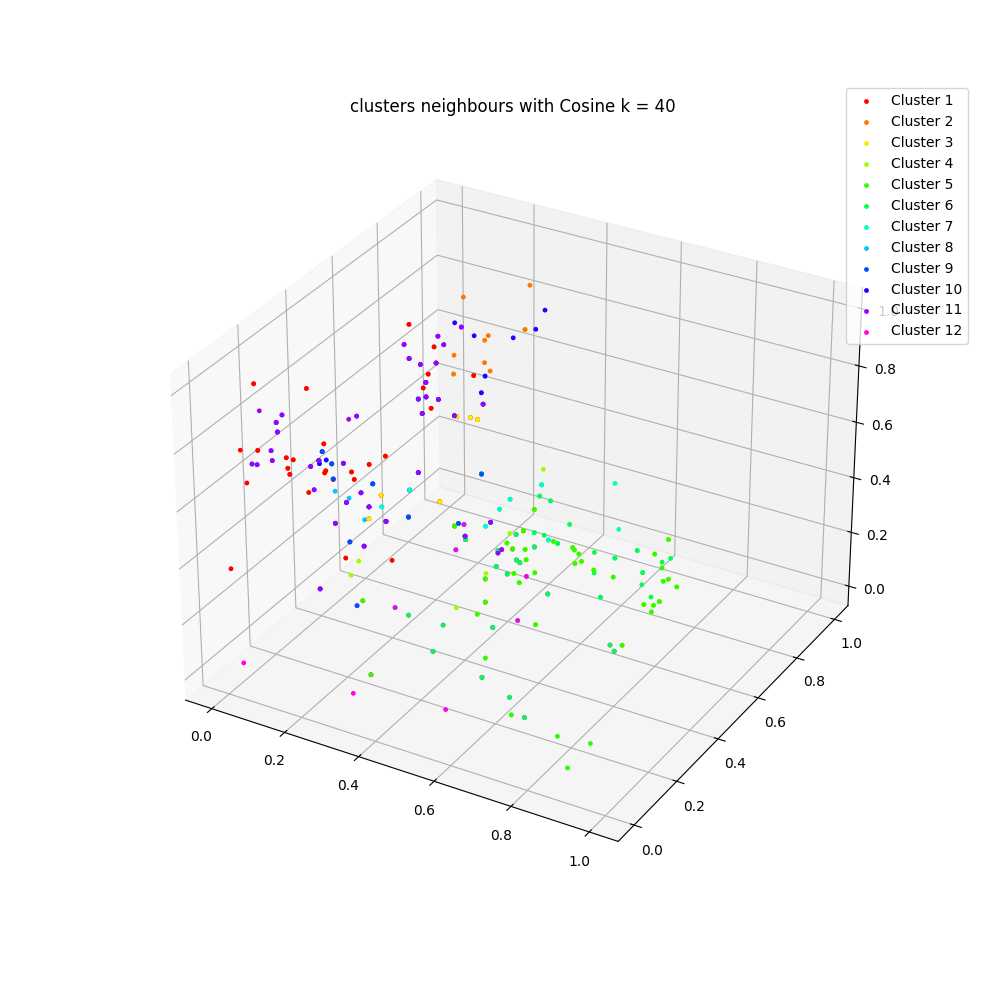 clusters neighbours with Cosine k = 40
Cluster 1
Cluster 2
Cluster 3
Cluster 4
Cluster 5
Cluster 6
Cluster 7
Cluster 8
Cluster 9
Cluster 10
Cluster 11
Cluster 12
0.8
0.6
0.4
0.2
0.0
1.0
0.8
0.6
0.4
0.2
0.0
0.0
0.2
0.4
0.6
0.8
1.0